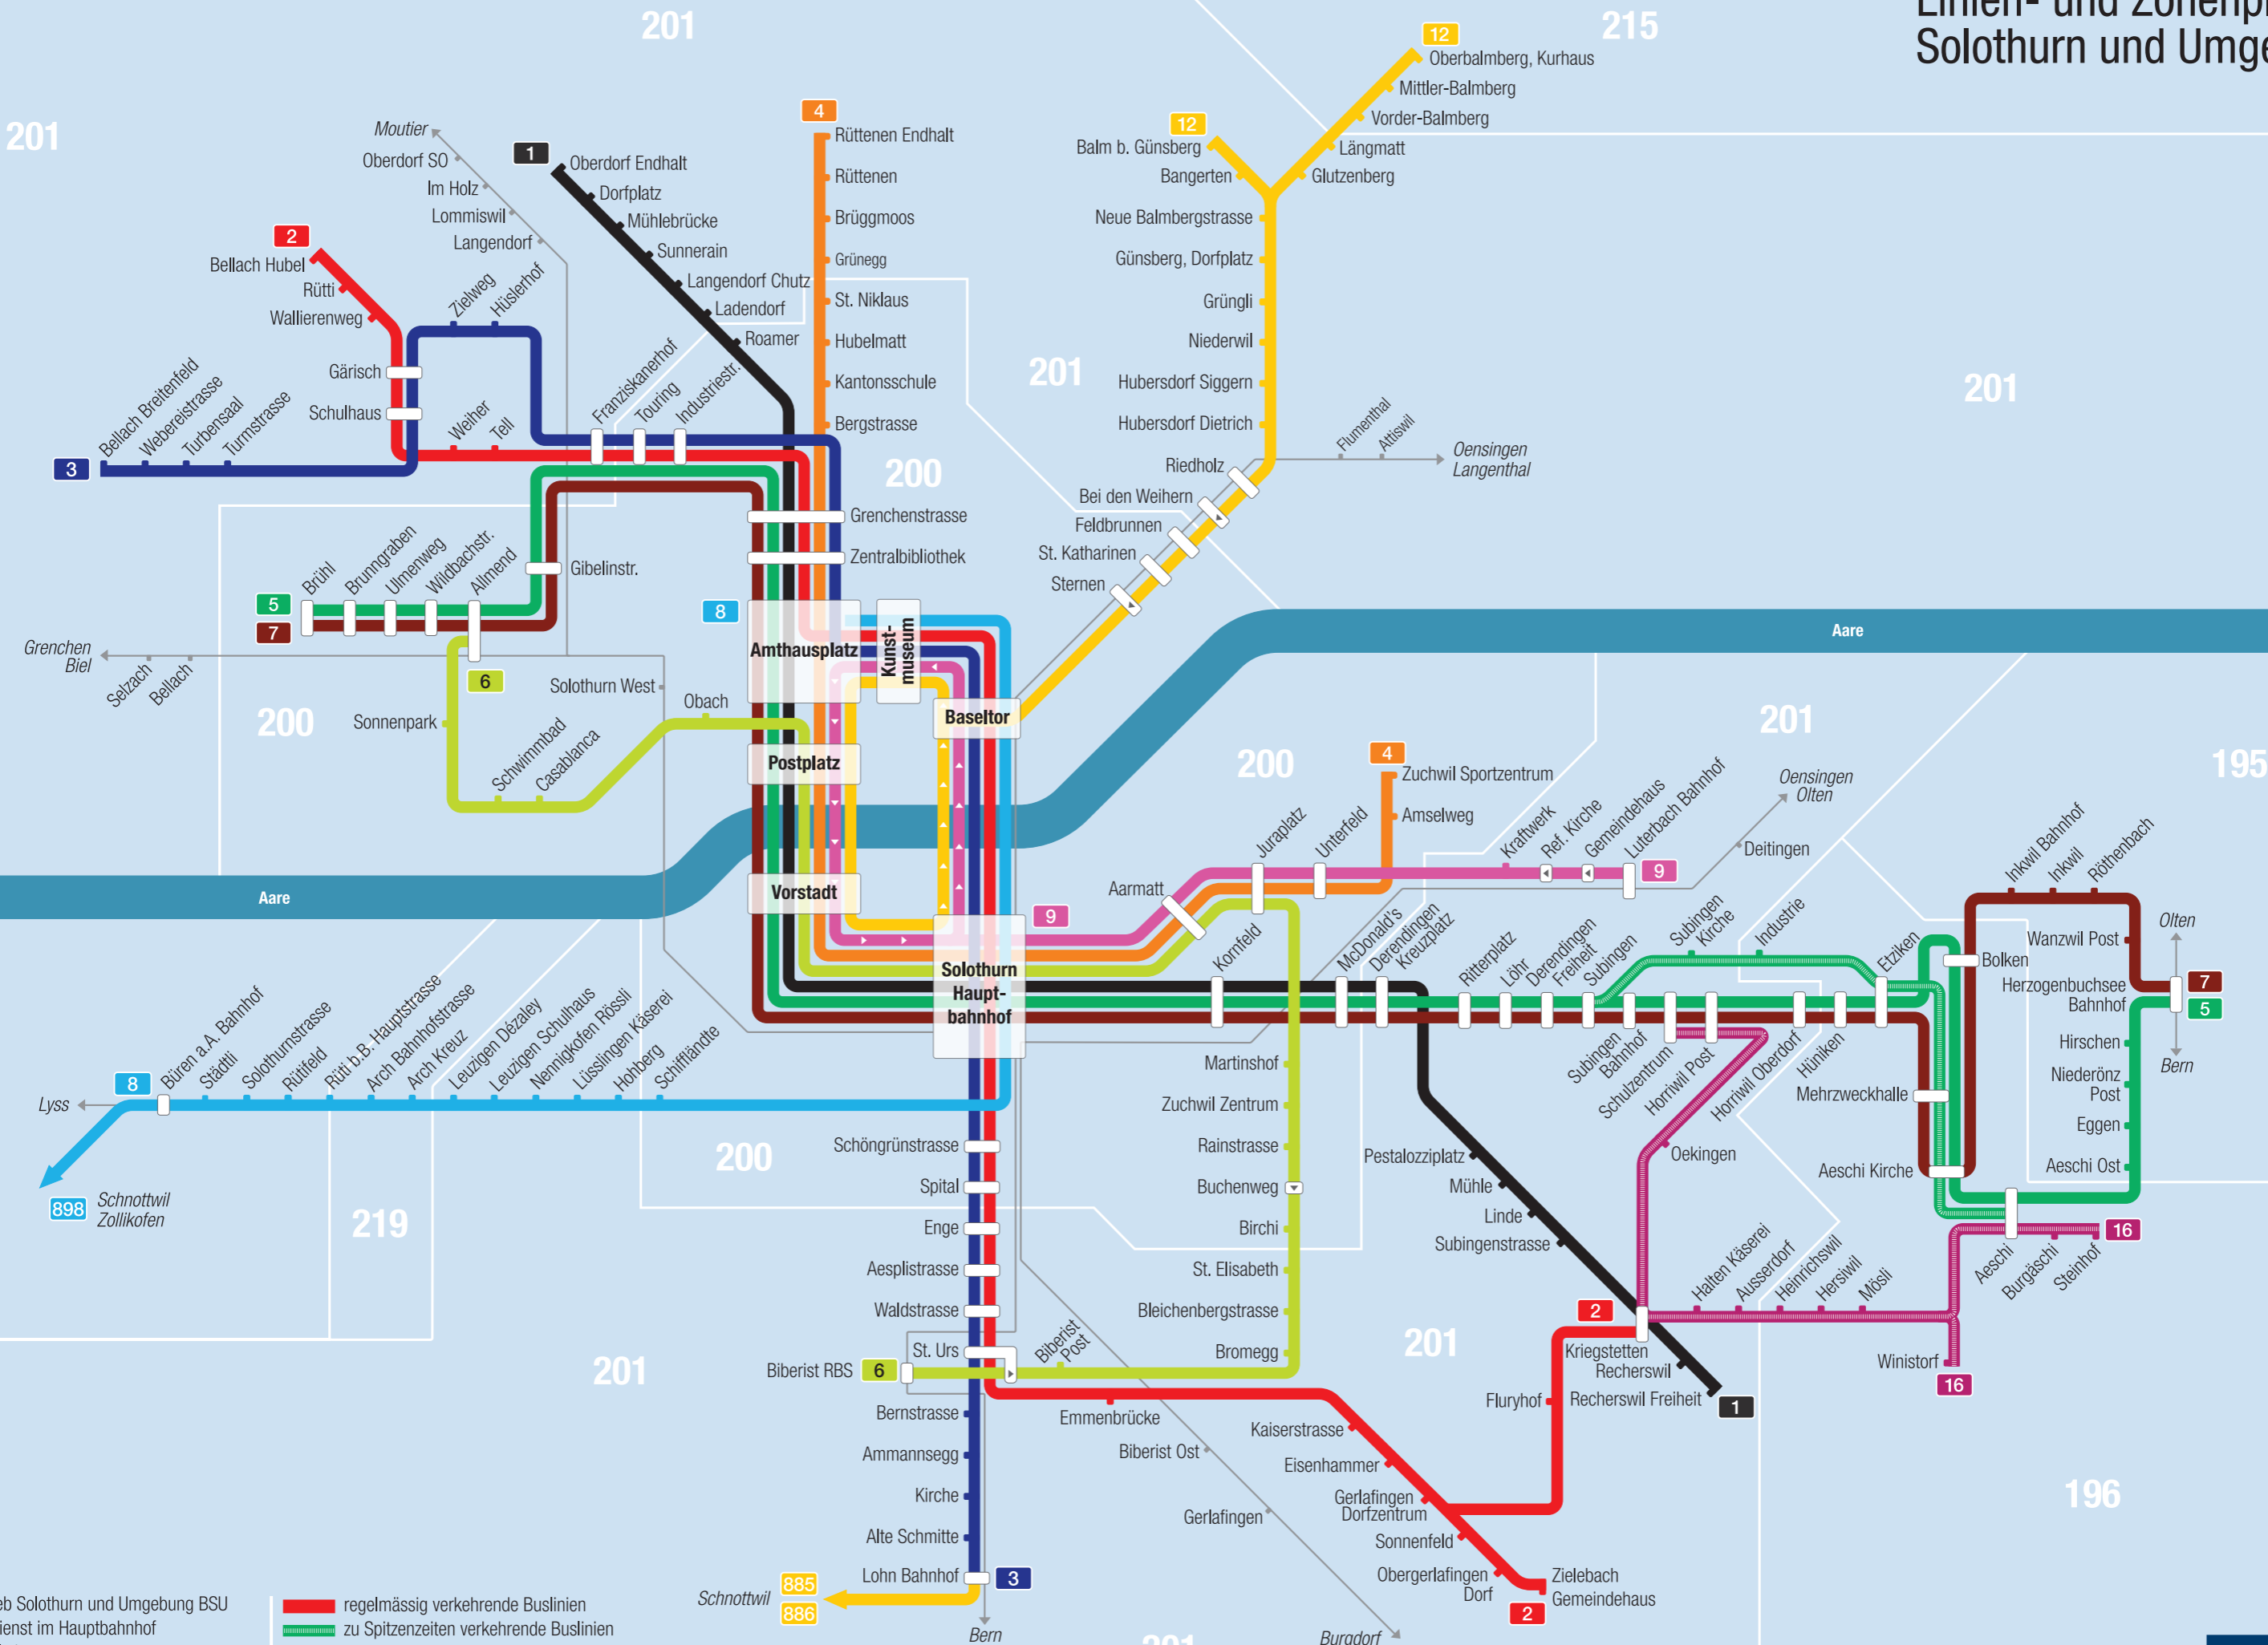 Linien- und Zonenp
Solothurn und Umge
201
215
201
201
201
200
200
200
201
195
200
219
201
201
196
12
Oberbalmberg, Kurhaus
Mittler-Balmberg
Vorder-Balmberg
Längmatt
Glutzenberg
12
Balm b. Günsberg
Bangerten
Neue Balmbergstrasse
Günsberg, Dorfplatz
Grüngli
Niederwil
Hubersdorf Siggern
Hubersdorf Dietrich
Riedholz
Bei den Weihern
Feldbrunnen
St. Katharinen
Sternen
Flumenthal
Attiswil
Oensingen
Langenthal
4
Rüttenen Endhalt
Rüttenen
Brüggmoos
Grünegg
St. Niklaus
Hubelmatt
Kantonsschule
Bergstrasse
Moutier
Oberdorf SO
Im Holz
Lommiswil
Langendorf
1
Oberdorf Endhalt
Dorfplatz
Mühlebrücke
Sunnerain
Langendorf Chutz
Ladendorf
Roamer
2
Bellach Hubel
Rütti
Wallierenweg
Gärisch
Schulhaus
Zielweg
Hüslerhof
Weiher
Tell
Franziskanerhof
Touring
Industriestr.
3
Bellach Breitenfeld
Webereistrasse
Turbensaal
Turmstrasse
Grenchenstrasse
Zentralbibliothek
5
7
Brühl
Brunngraben
Ulmenweg
Wildbachstr.
Allmend
Gibelinstr.
Grenchen
Biel
Selzach
Bellach
6
Sonnenpark
Schwimmbad
Casablanca
Obach
Solothurn West
8
Amthausplatz
Kunst-
museum
Baseltor
Postplatz
Vorstadt
Solothurn
Haupt-
bahnhof
9
Aare
Aare
4
Zuchwil Sportzentrum
Amselweg
Aarmatt
Juraplatz
Unterfeld
Kraftwerk
Ref. Kirche
Gemeindehaus
Luterbach Bahnhof
9
Oensingen
Olten
Deitingen
Kornfeld
McDonald's
Derendingen
Kreuzplatz
Ritterplatz
Löhr
Derendingen
Freiheit
Subingen
Subingen
Kirche
Industrie
Etziken
Subingen
Bahnhof
Schulzentrum
Horriwil Post
Horriwil Oberdorf
Hüniken
Mehrzweckhalle
Aeschi Kirche
Bolken
Inkwil Bahnhof
Inkwil
Röthenbach
Wanzwil Post
Herzogenbuchsee
Bahnhof
Olten
7
5
Bern
Hirschen
Niederönz
Post
Eggen
Aeschi Ost
16
Aeschi
Burgäschi
Steinhof
Oekingen
Halten Käserei
Ausserdorf
Heinrichswil
Hersiwil
Mösli
Winistorf
16
Martinshof
Zuchwil Zentrum
Rainstrasse
Buchenweg
Birchi
St. Elisabeth
Bleichenbergstrasse
Bromegg
Pestalozziplatz
Mühle
Linde
Subingenstrasse
2
Kriegstetten
Recherswil
Recherswil Freiheit
1
Fluryhof
Lyss
8
Büren a.A. Bahnhof
Städtli
Solothurnstrasse
Rütifeld
Rüti b.B. Hauptstrasse
Arch Bahnhofstrasse
Arch Kreuz
Leuzigen Dézaley
Leuzigen Schulhaus
Nennigkofen Rössli
Lüsslingen Käserei
Hohberg
Schiffländte
898
Schnottwil
Zollikofen
Schöngrünstrasse
Spital
Enge
Aesplistrasse
Waldstrasse
St. Urs
Biberist RBS
6
Biberist
Post
Bernstrasse
Ammannsegg
Kirche
Alte Schmitte
Lohn Bahnhof
3
Schnottwil
885
886
Bern
Emmenbrücke
Biberist Ost
Gerlafingen
Burgdorf
Kaiserstrasse
Eisenhammer
Gerlafingen
Dorfzentrum
Sonnenfeld
Obergerlafingen
Dorf
Zielebach
Gemeindehaus
2
eb Solothurn und Umgebung BSU
ienst im Hauptbahnhof
regelmässig verkehrende Buslinien
zu Spitzenzeiten verkehrende Buslinien